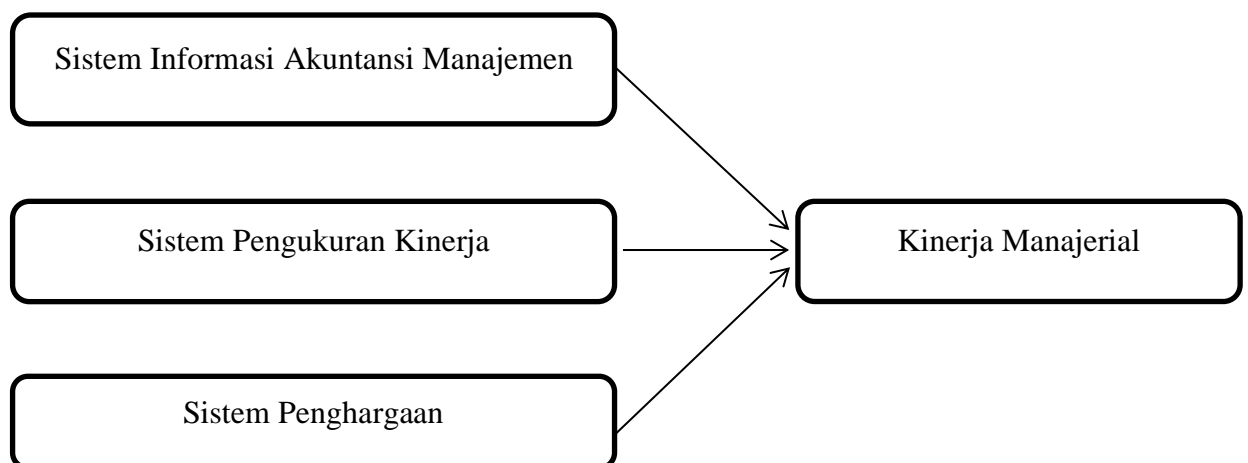 Sistem Informasi Akuntansi Manajemen
Sistem Pengukuran Kinerja
Kinerja Manajerial
Sistem Penghargaan